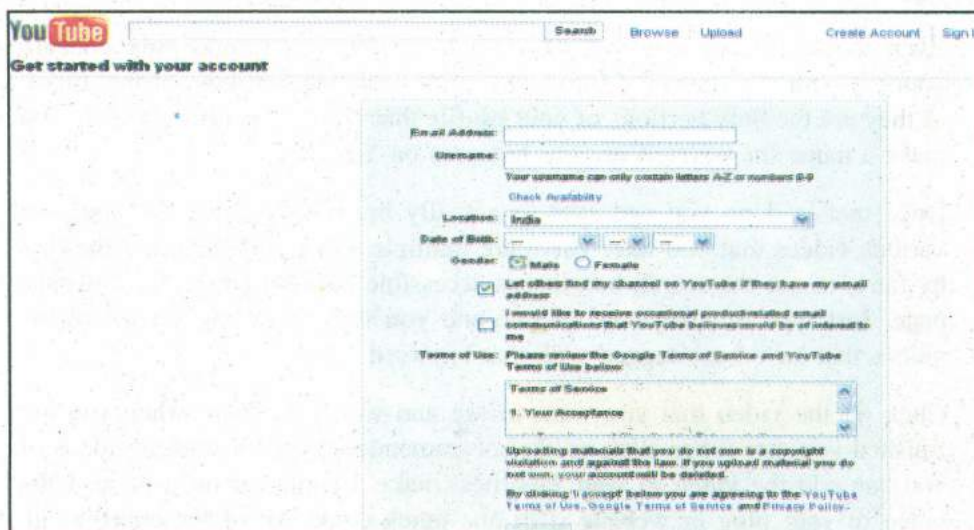 YouTube Search Browse Upload Create Account Sign
Get started with your account
Email Address:
Username:
Your username can only contain letters A-Z or numbers 0-9
Check Availability
Location: India
Date of Birth: --- --- ---
Gender: Male Female
Let others find my channel on YouTube if they have my email
address
I would like to receive occasional product-related email
communications that YouTube believes would be of interest to
me
Terms of Use: Please review the Google Terms of Service and YouTube
Terms of Use below:
Terms of Service
1. Your Acceptance
Uploading materials that you do not own is a copyright
violation and against the law. If you upload material you do
not own, your account will be deleted.
By clicking 'I accept' below you are agreeing to the YouTube
Terms of Use, Google Terms of Service and Privacy Policy.